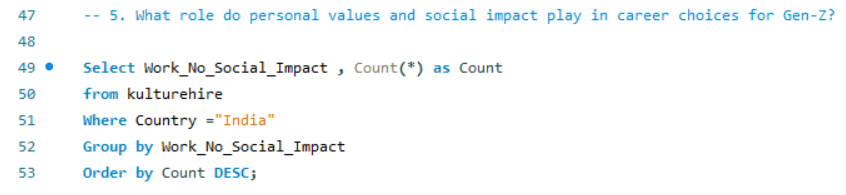 47 -- 5. What role do personal values and social impact play in career choices for Gen-Z?
48
49 Select Work_No_Social_Impact , Count(*) as Count
50 from kulturehire
51 Where Country ="India"
52 Group by Work_No_Social_Impact
53 Order by Count DESC;